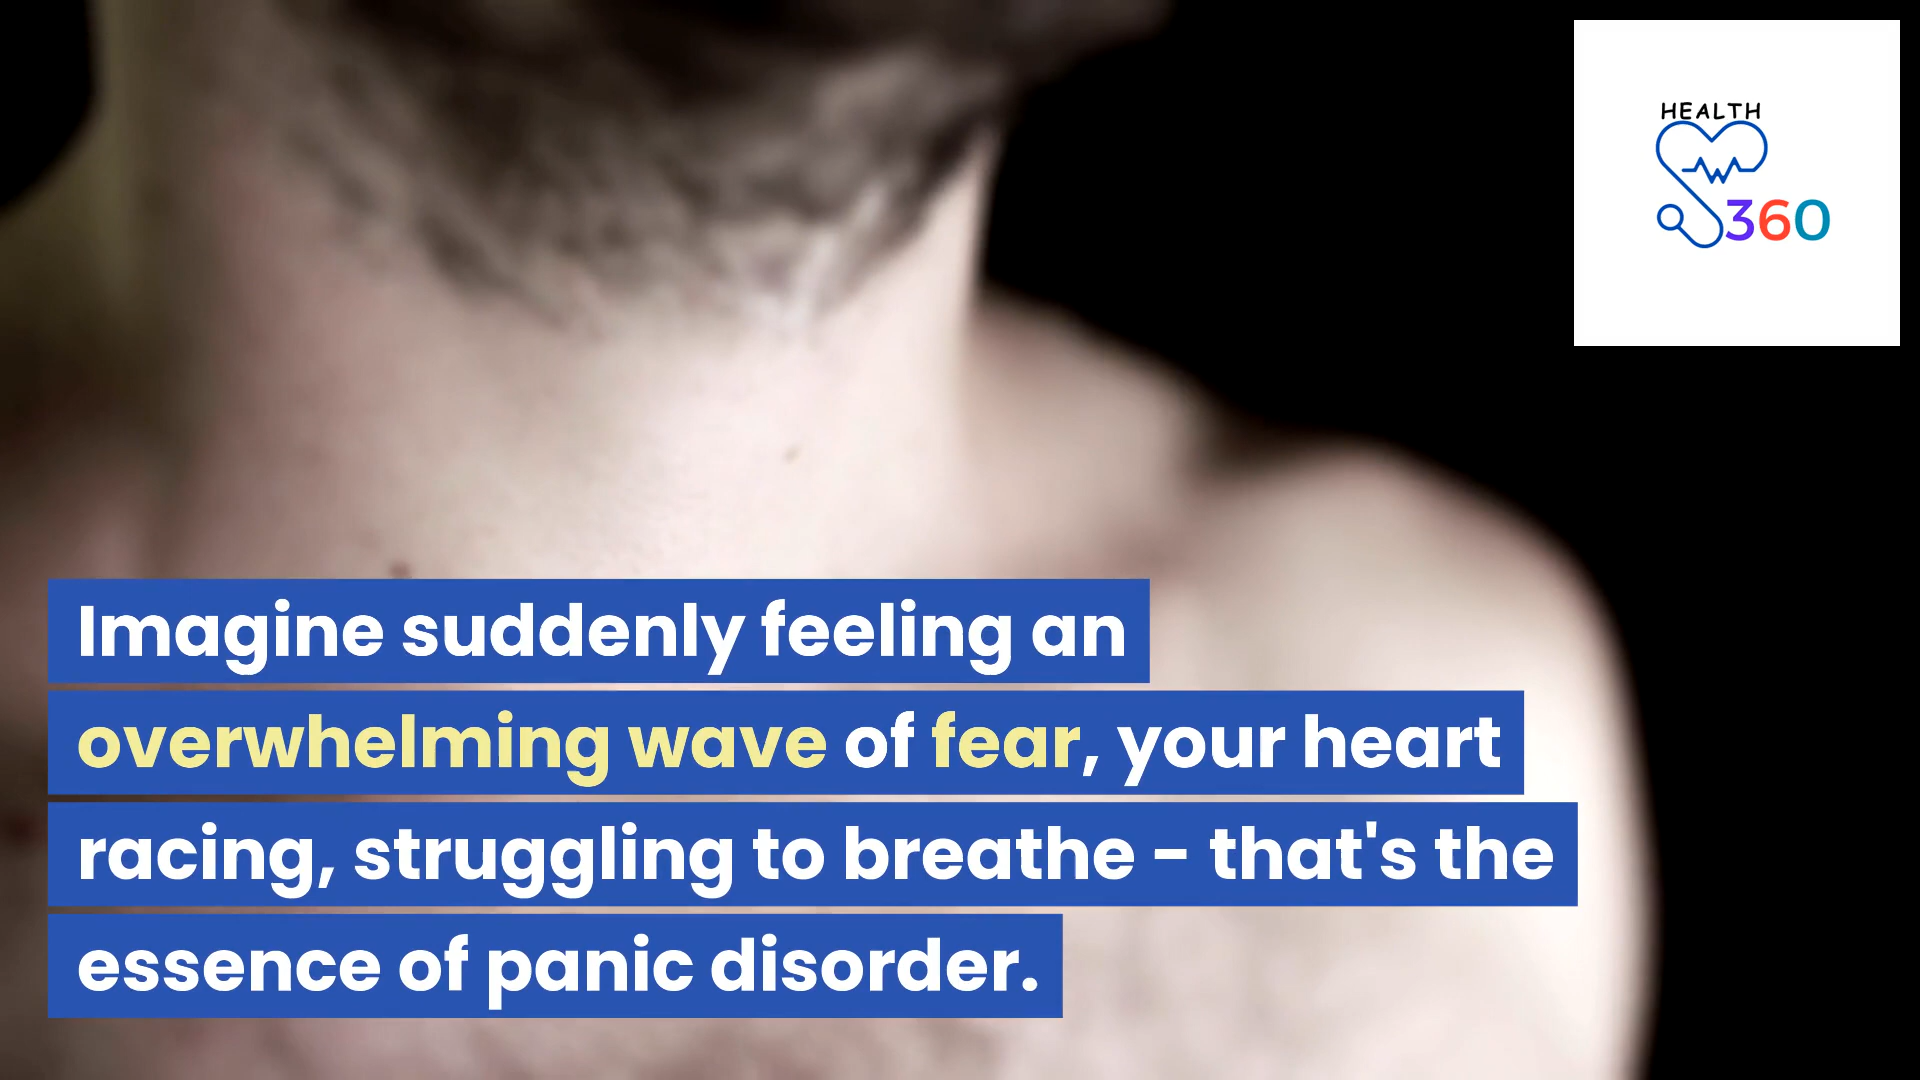 HEALTH
360
Imagine suddenly feeling an
overwhelming wave of fear, your heart
racing, struggling to breathe - that's the
essence of panic disorder.